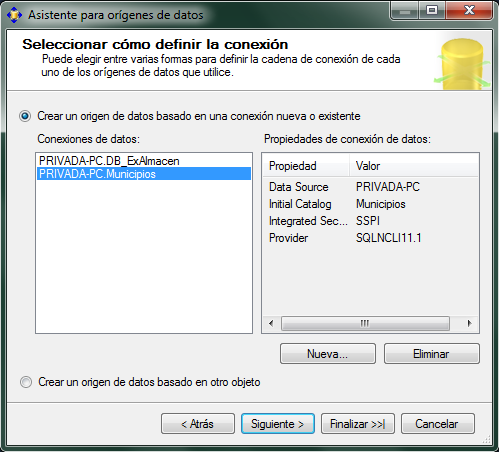 Asistente para orígenes de datos
Seleccionar cómo definir la conexión
Puede elegir entre varias formas para definir la cadena de conexión de cada
uno de los orígenes de datos que utilice.
Crear un origen de datos basado en una conexión nueva o existente
Conexiones de datos:
PRIVADA-PC.DB_ExAlmacen
PRIVADA-PC.Municipios
Propiedades de conexión de datos:
Propiedad Valor
Data Source PRIVADA-PC
Initial Catalog Municipios
Integrated Sec... SSPI
Provider SQLNCLI11.1
Nueva... Eliminar
Crear un origen de datos basado en otro objeto
< Atrás Siguiente > Finalizar >>| Cancelar